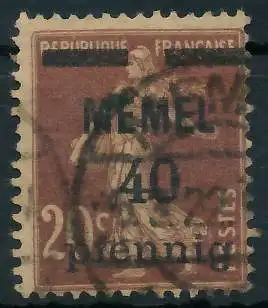 REPUBLIQUE FRANÇAISE
MEMEL
40
20c
pfennig
POSTES